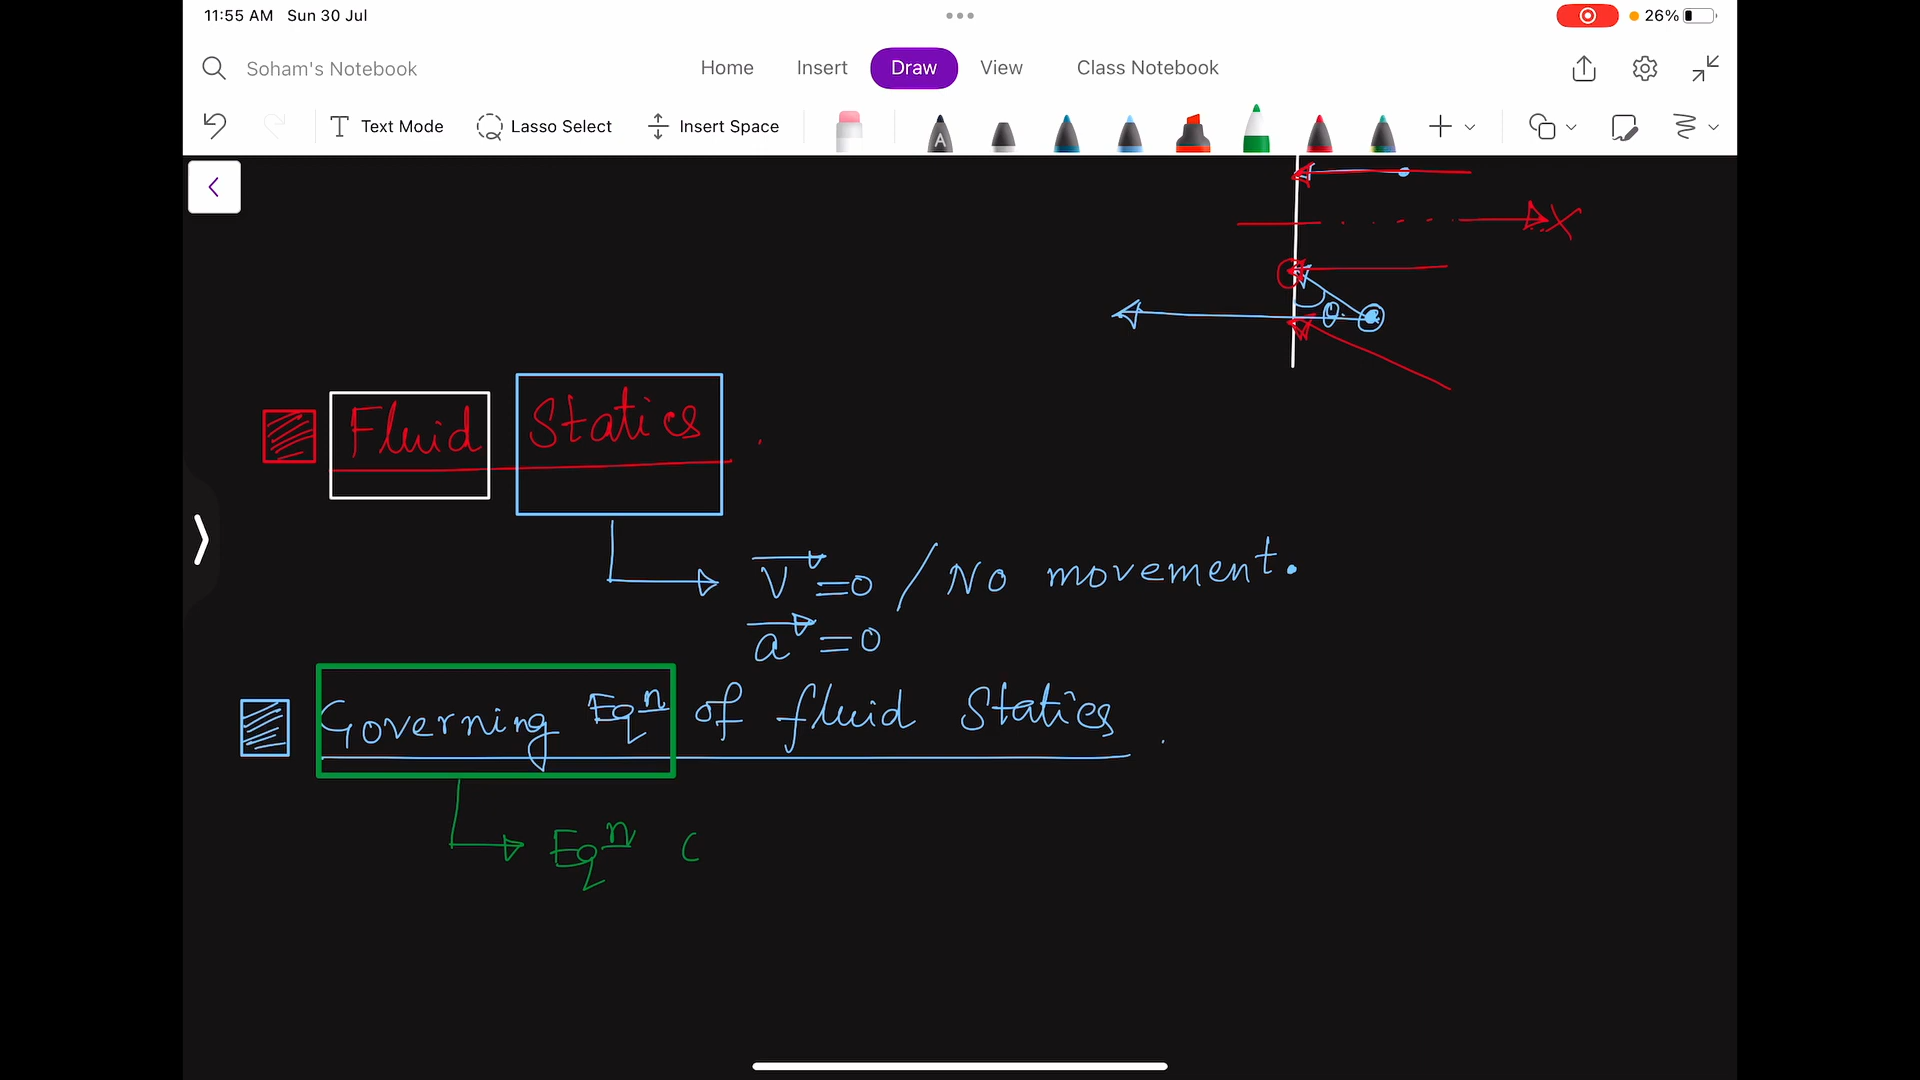 11:55 AM Sun 30 Jul
26%
Soham's Notebook
Home Insert Draw View Class Notebook
Text Mode Lasso Select Insert Space
A
X
θ
Fluid Statics .
V = 0 / No movement.
a = 0
Governing Eqn of fluid Statics .
Eqn C